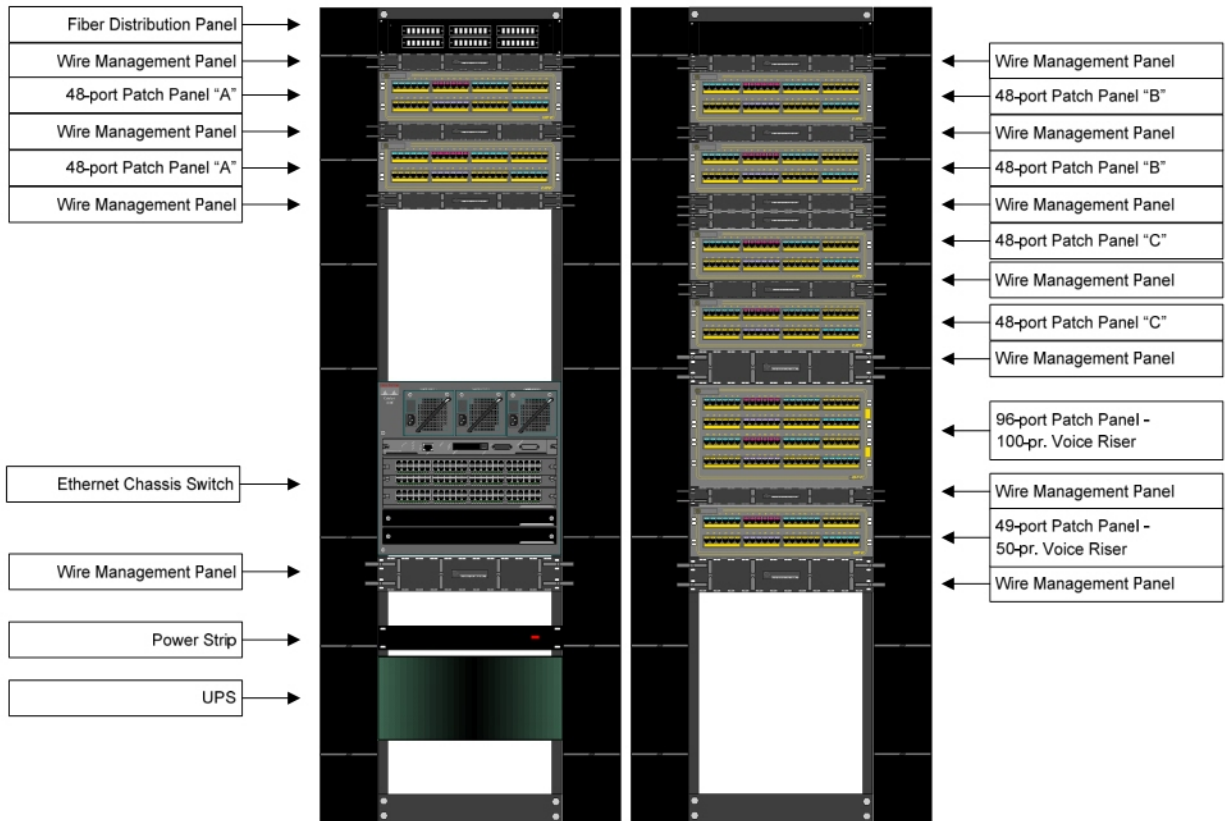 Fiber Distribution Panel
Wire Management Panel
48-port Patch Panel “A”
Wire Management Panel
48-port Patch Panel “A”
Wire Management Panel
Ethernet Chassis Switch
Wire Management Panel
Power Strip
UPS
Wire Management Panel
48-port Patch Panel “B”
Wire Management Panel
48-port Patch Panel “B”
Wire Management Panel
48-port Patch Panel “C”
Wire Management Panel
48-port Patch Panel “C”
Wire Management Panel
96-port Patch Panel -
100-pr. Voice Riser
Wire Management Panel
49-port Patch Panel -
50-pr. Voice Riser
Wire Management Panel